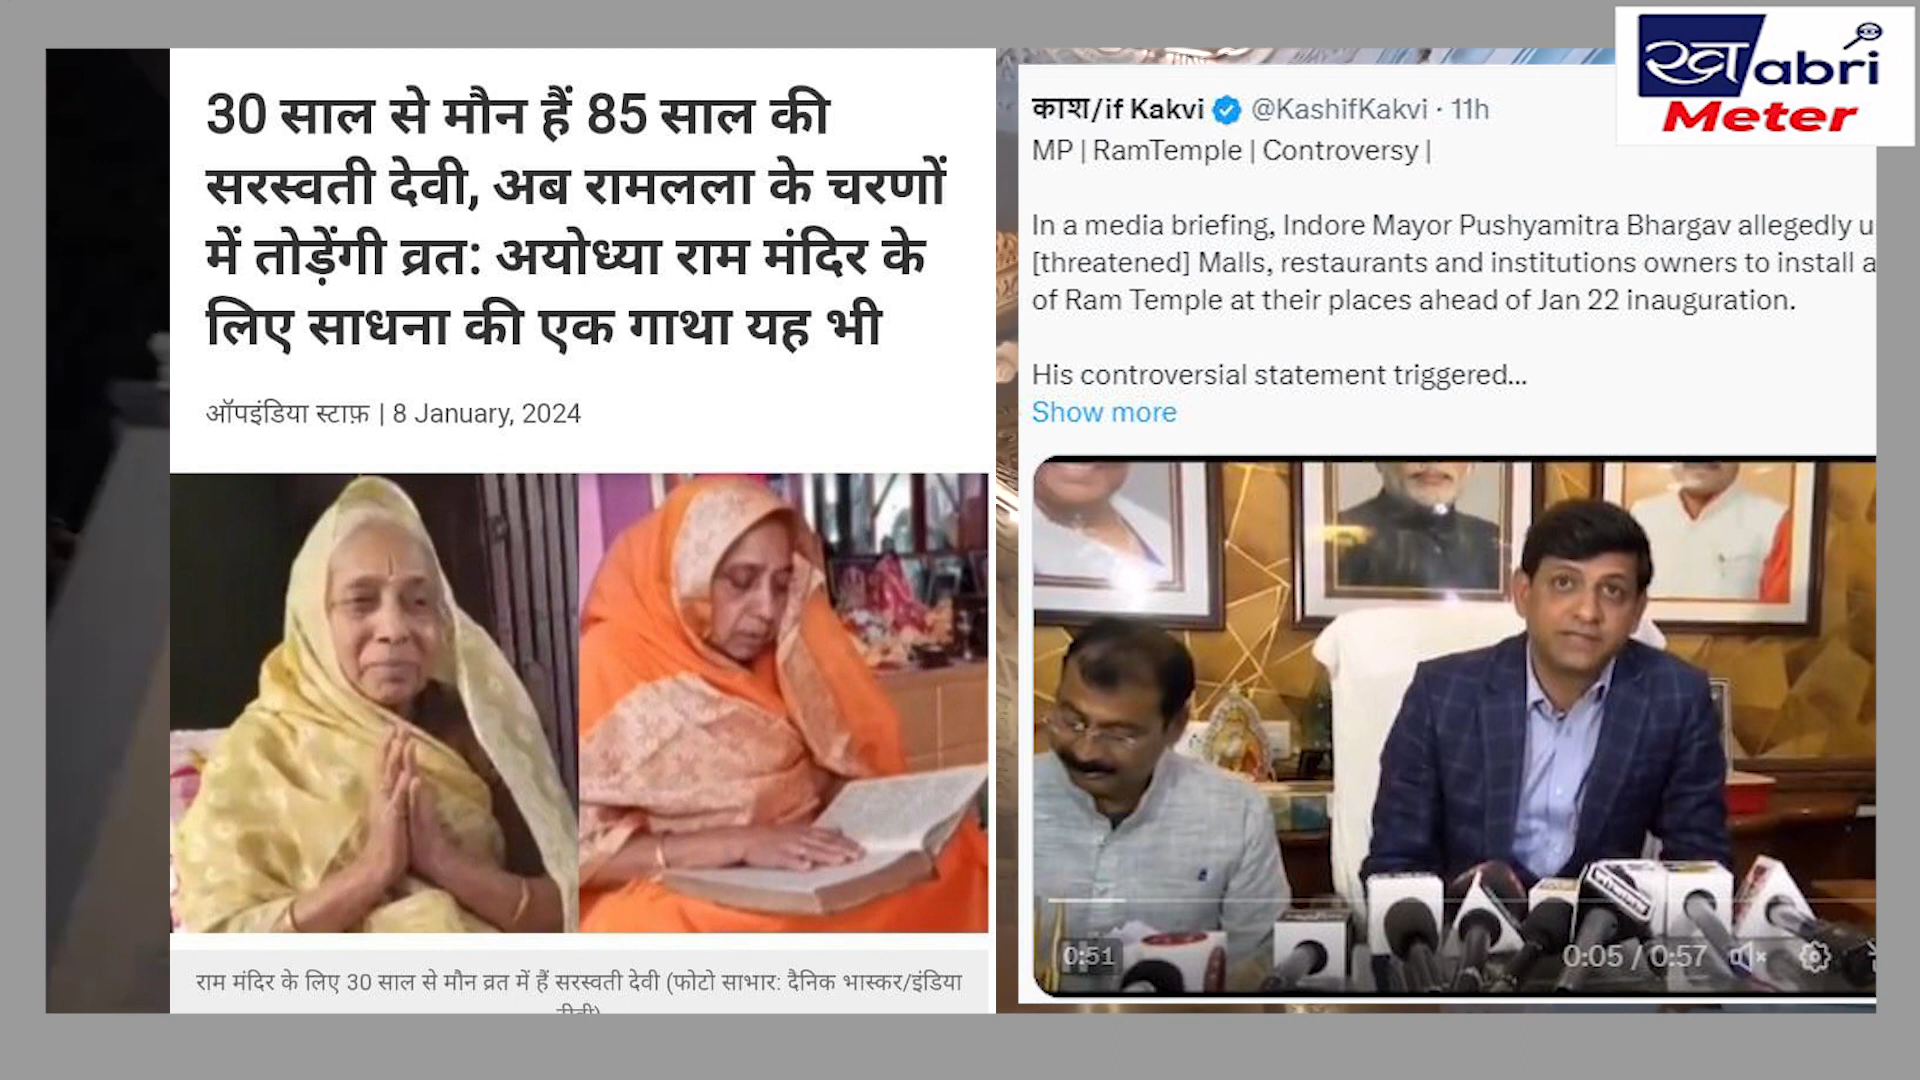 30 साल से मौन हैं 85 साल की
सरस्वती देवी, अब रामलला के चरणों
में तोड़ेंगी व्रत: अयोध्या राम मंदिर के
लिए साधना की एक गाथा यह भी
ऑपइंडिया स्टाफ़ | 8 January, 2024
राम मंदिर के लिए 30 साल से मौन व्रत में हैं सरस्वती देवी (फोटो साभार: दैनिक भास्कर/इंडिया
काश/if Kakvi @KashifKakvi · 11h
MP | RamTemple | Controversy |
In a media briefing, Indore Mayor Pushyamitra Bhargav allegedly u
[threatened] Malls, restaurants and institutions owners to install a
of Ram Temple at their places ahead of Jan 22 inauguration.
His controversial statement triggered...
Show more
0:51
0:05 / 0:57
खabri
Meter